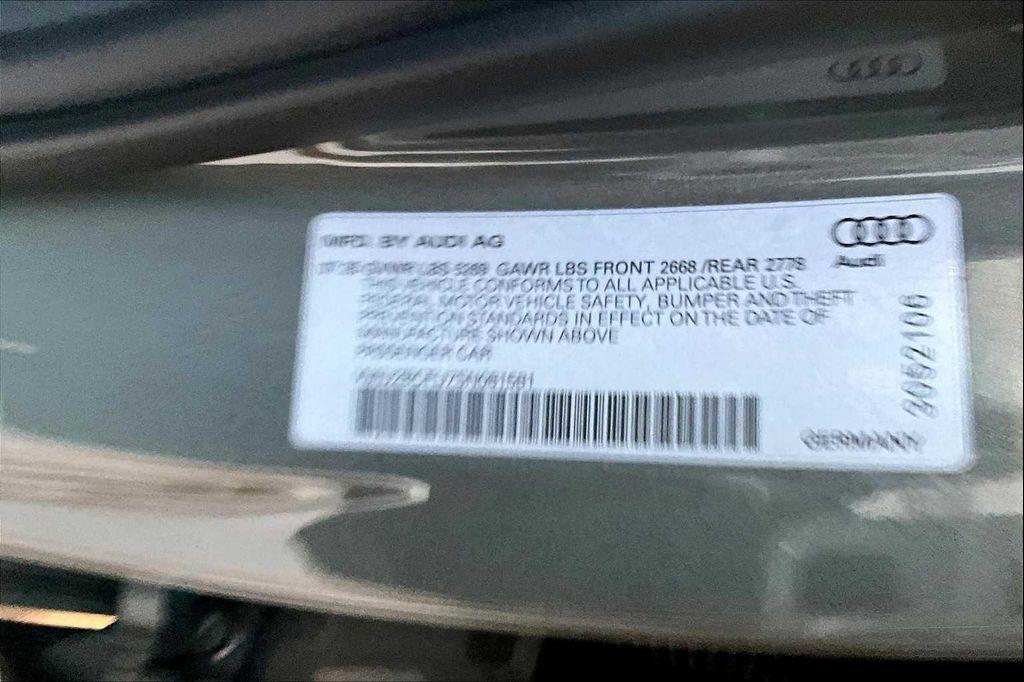 MFD. BY AUDI AG
GAWR LBS FRONT 2668 /REAR 2778
THIS VEHICLE CONFORMS TO ALL APPLICABLE U.S.
FEDERAL MOTOR VEHICLE SAFETY, BUMPER AND THEFT
PREVENTION STANDARDS IN EFFECT ON THE DATE OF
MANUFACTURE SHOWN ABOVE
PASSENGER CAR
Audi
3052106
GERMANY